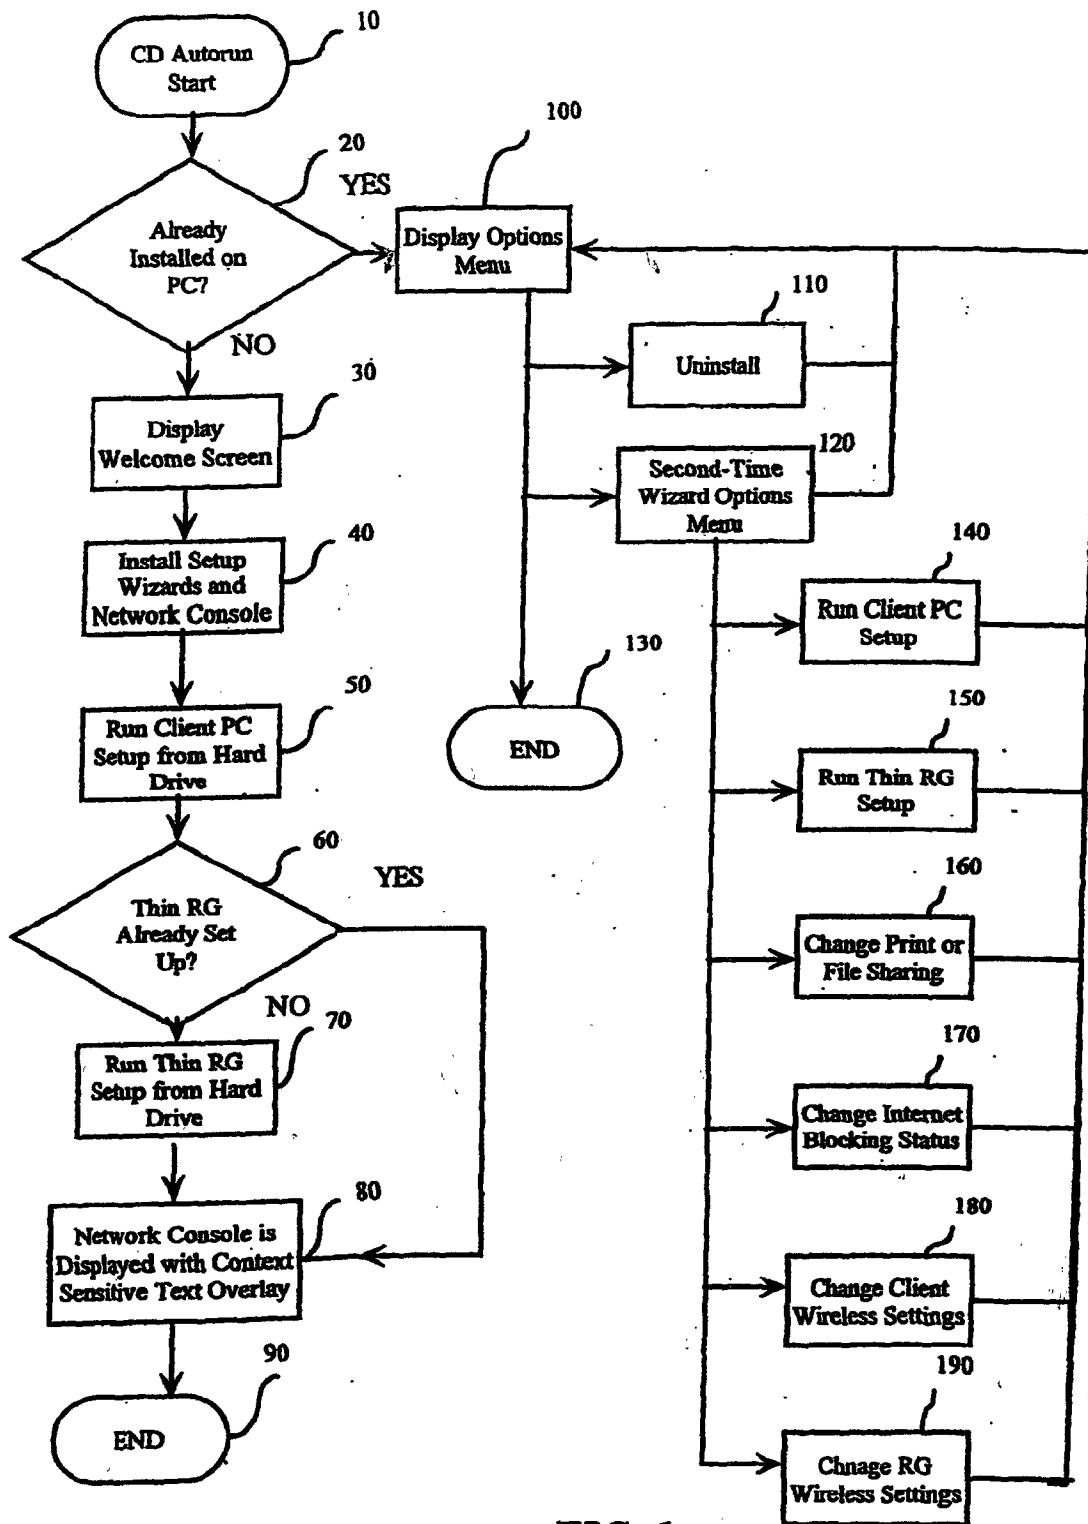 10
CD Autorun
Start
20
YES
Already
Installed on
PC?
NO
100
Display Options
Menu
110
Uninstall
30
Display
Welcome Screen
120
Second-Time
Wizard Options
Menu
40
Install Setup
Wizards and
Network Console
130
END
140
Run Client PC
Setup
50
Run Client PC
Setup from Hard
Drive
150
Run Thin RG
Setup
60
YES
Thin RG
Already Set
Up?
NO
160
Change Print or
File Sharing
70
Run Thin RG
Setup from Hard
Drive
170
Change Internet
Blocking Status
80
Network Console is
Displayed with Context
Sensitive Text Overlay
180
Change Client
Wireless Settings
90
END
190
Chnage RG
Wireless Settings